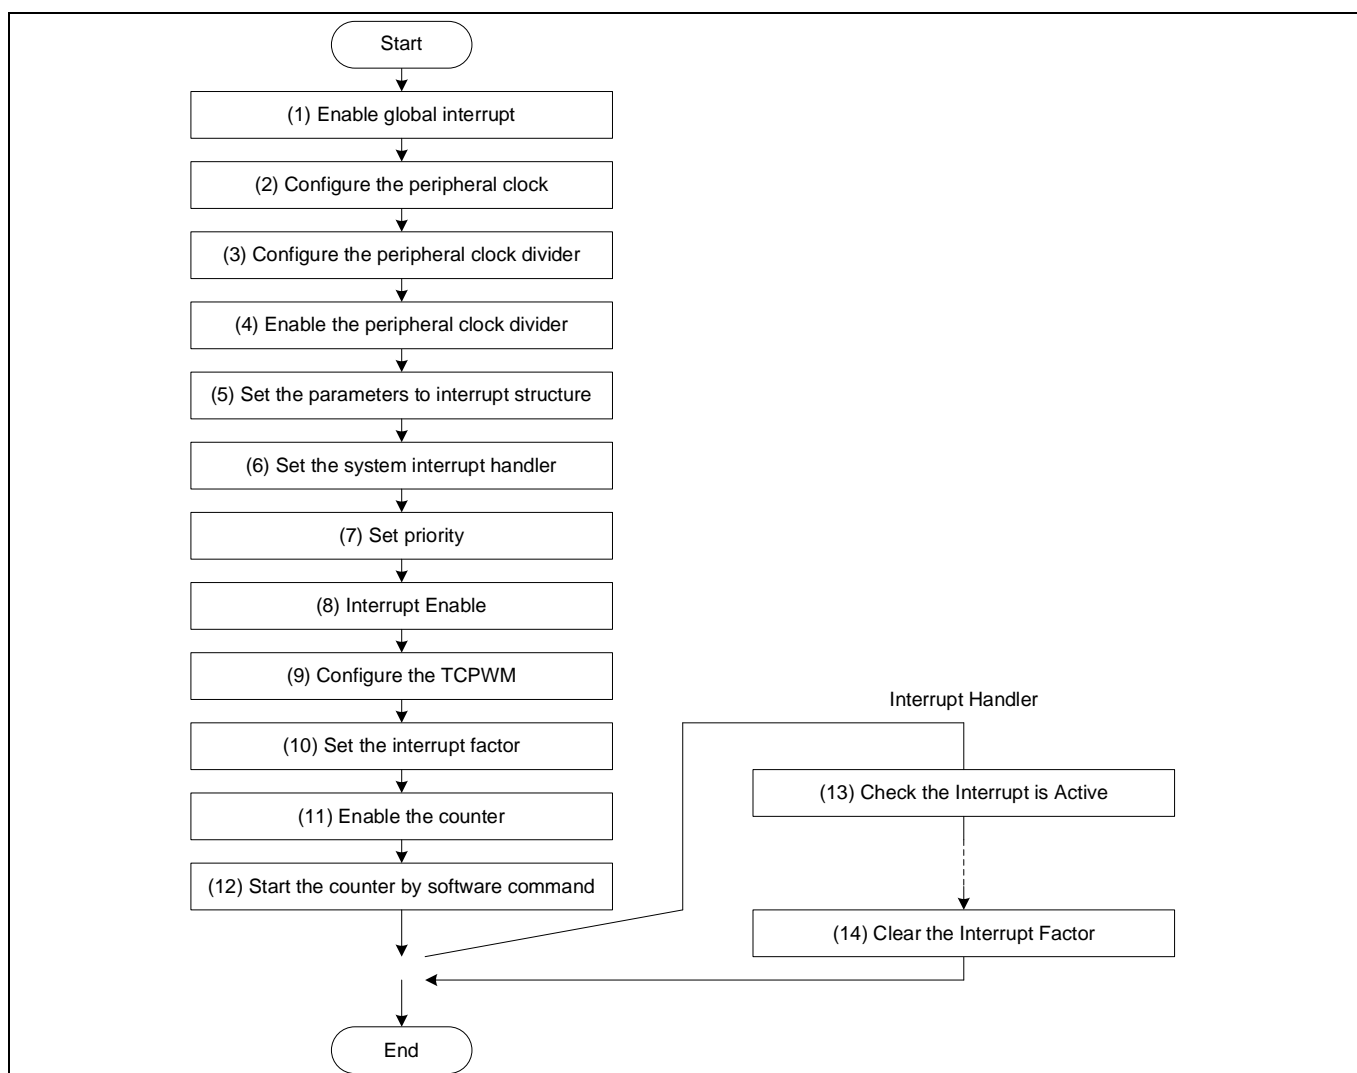 Start
(1) Enable global interrupt
(2) Configure the peripheral clock
(3) Configure the peripheral clock divider
(4) Enable the peripheral clock divider
(5) Set the parameters to interrupt structure
(6) Set the system interrupt handler
(7) Set priority
(8) Interrupt Enable
(9) Configure the TCPWM
(10) Set the interrupt factor
(11) Enable the counter
(12) Start the counter by software command
Interrupt Handler
(13) Check the Interrupt is Active
(14) Clear the Interrupt Factor
End